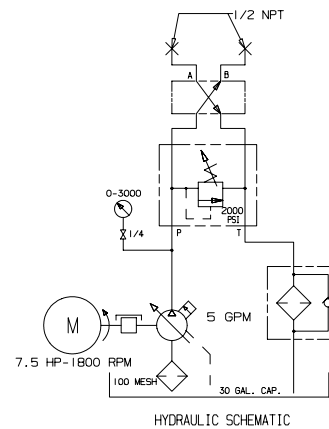 1/2 NPT
A B
2000
PSI
0-3000
P T
1/4
M
5 GPM
7.5 HP-1800 RPM
100 MESH
30 GAL. CAP.
HYDRAULIC SCHEMATIC